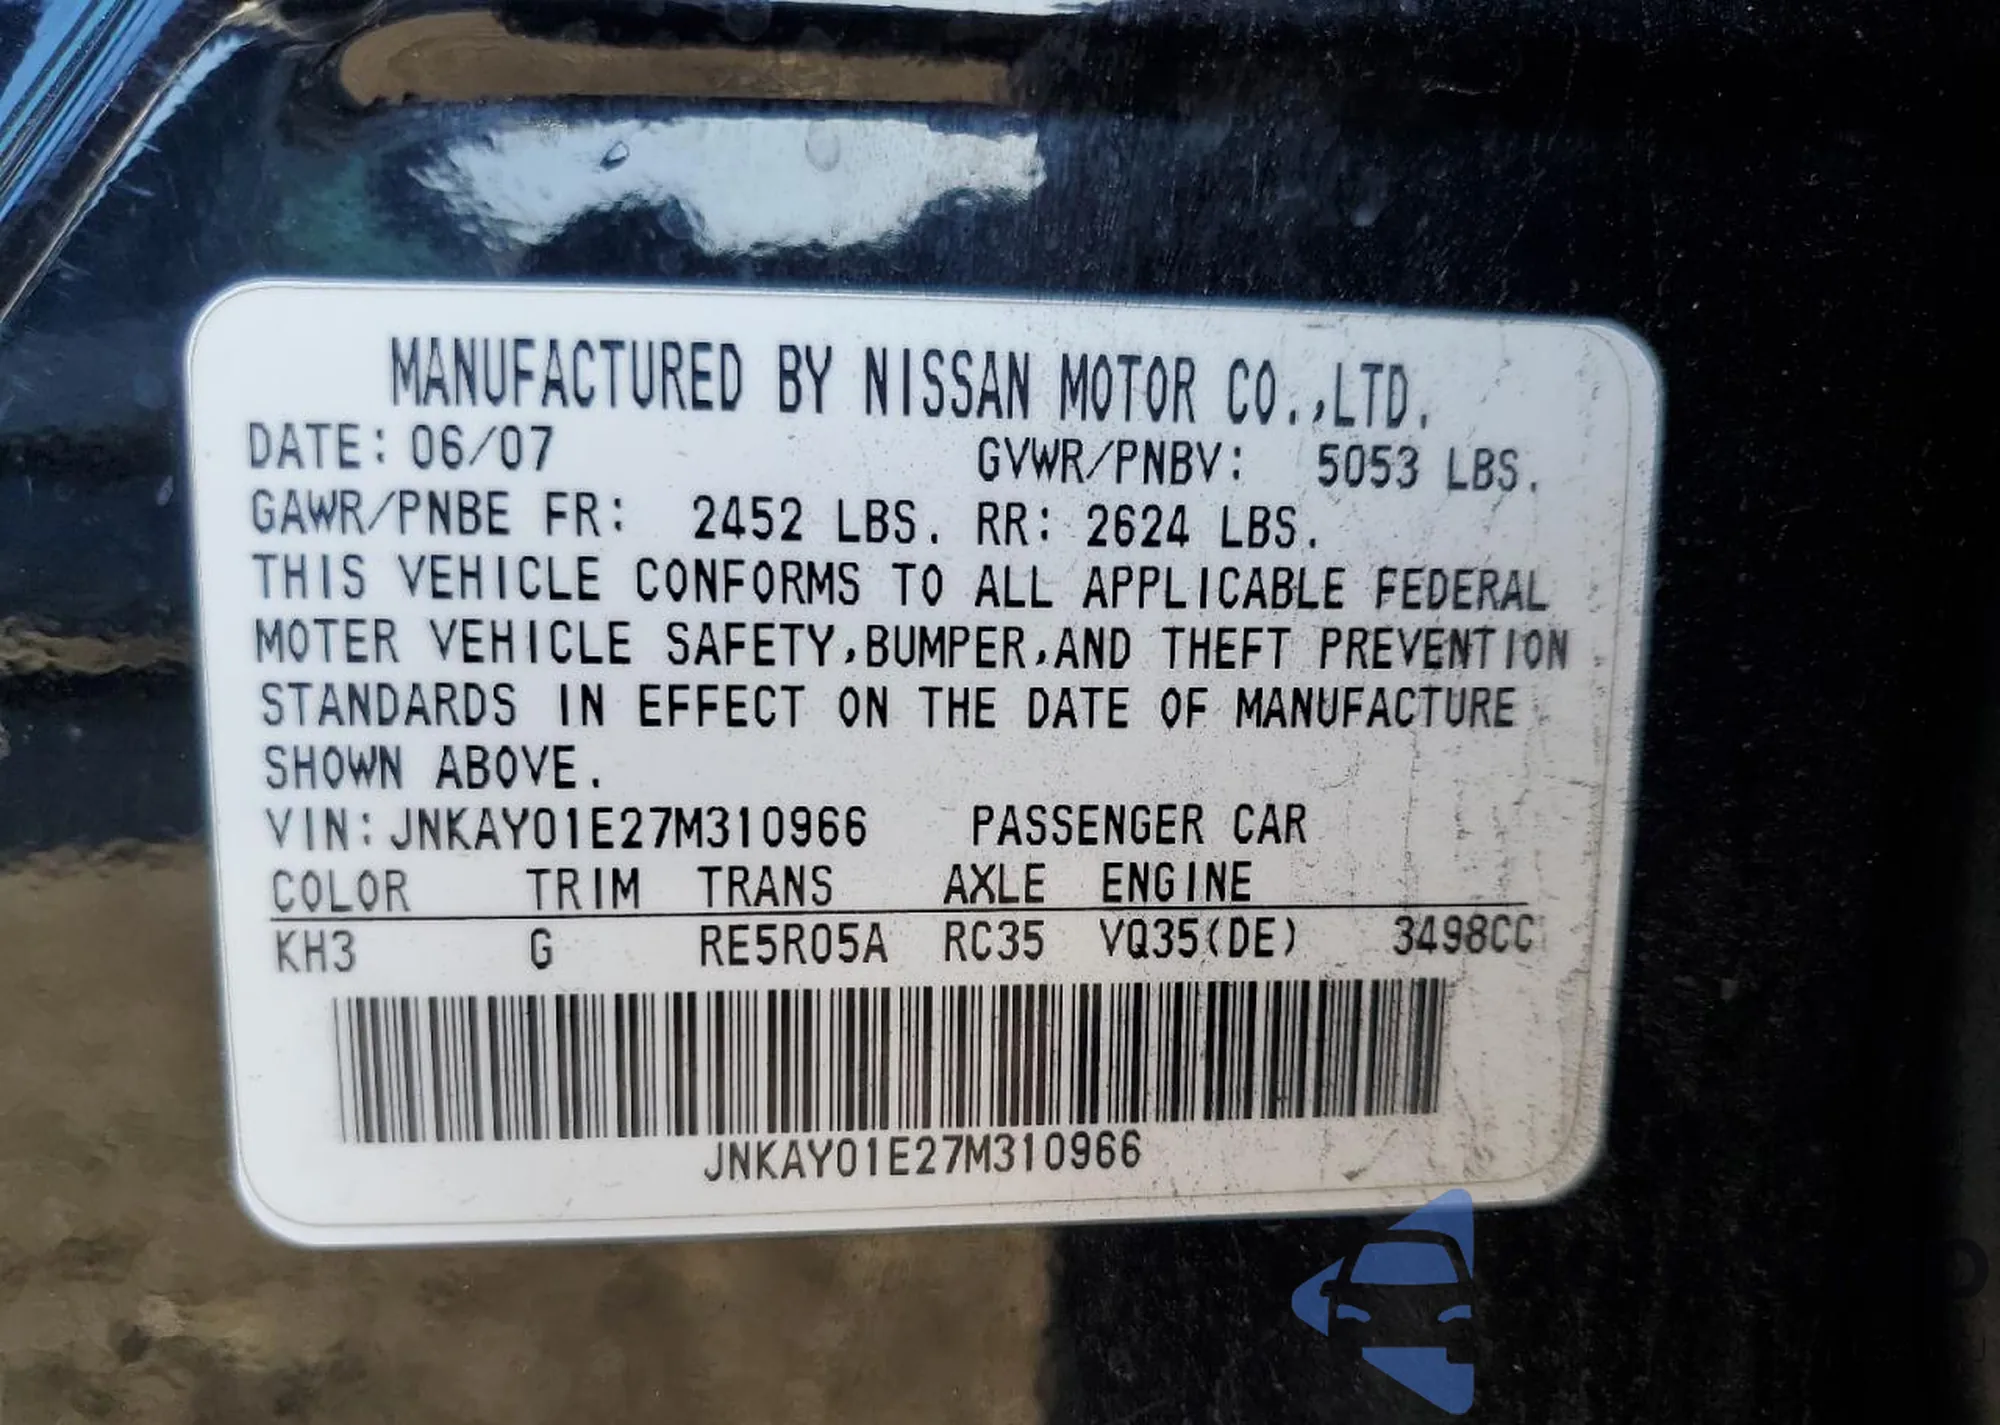 MANUFACTURED BY NISSAN MOTOR CO.,LTD.
DATE: 06/07 GVWR/PNBV: 5053 LBS.
GAWR/PNBE FR: 2452 LBS. RR: 2624 LBS.
THIS VEHICLE CONFORMS TO ALL APPLICABLE FEDERAL
MOTER VEHICLE SAFETY,BUMPER,AND THEFT PREVENTION
STANDARDS IN EFFECT ON THE DATE OF MANUFACTURE
SHOWN ABOVE.
VIN: JNKAY01E27M310966 PASSENGER CAR
COLOR TRIM TRANS AXLE ENGINE
KH3 G RE5R05A RC35 VQ35(DE) 3498CC
JNKAY01E27M310966